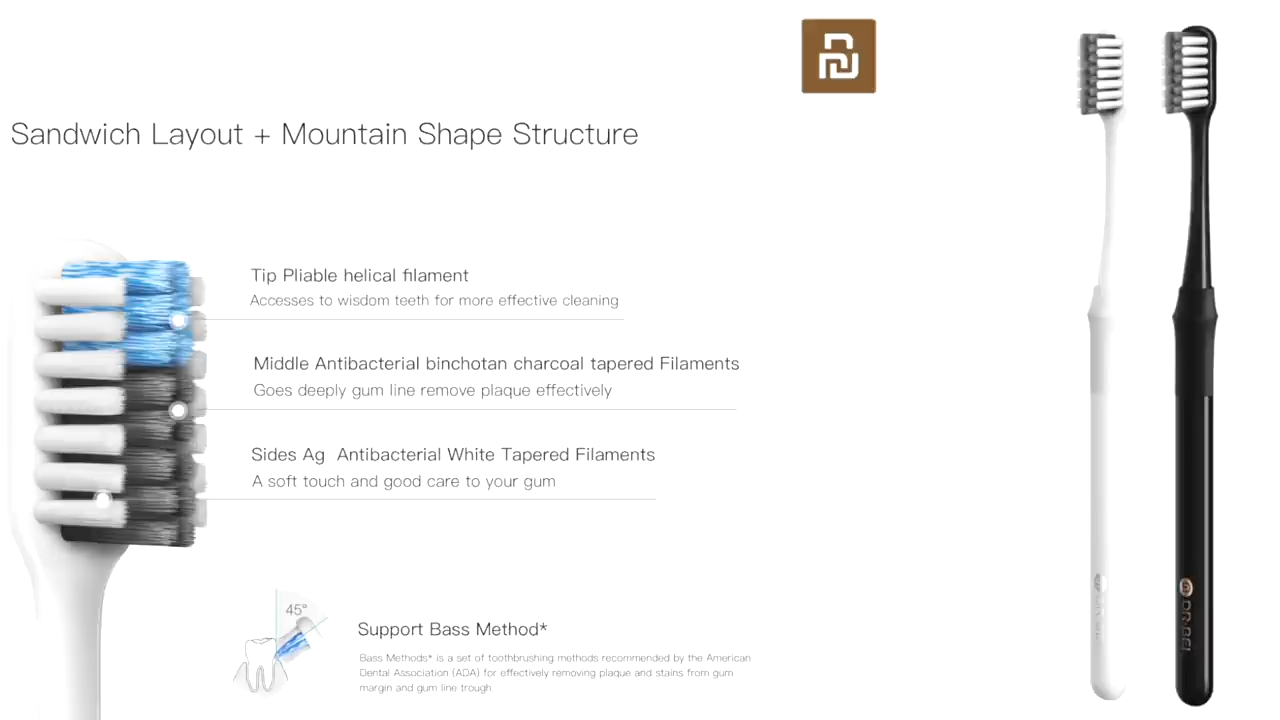 Sandwich Layout + Mountain Shape Structure
Tip Pliable helical filament
Accesses to wisdom teeth for more effective cleaning
Middle Antibacterial binchotan charcoal tapered Filaments
Goes deeply gum line remove plaque effectively
Sides Ag Antibacterial White Tapered Filaments
A soft touch and good care to your gum
45°
Support Bass Method*
Bass Methods* is a set of toothbrushing methods recommended by the American
Dental Association (ADA) for effectively removing plaque and stains from gum
margin and gum line trough
DR·BEI